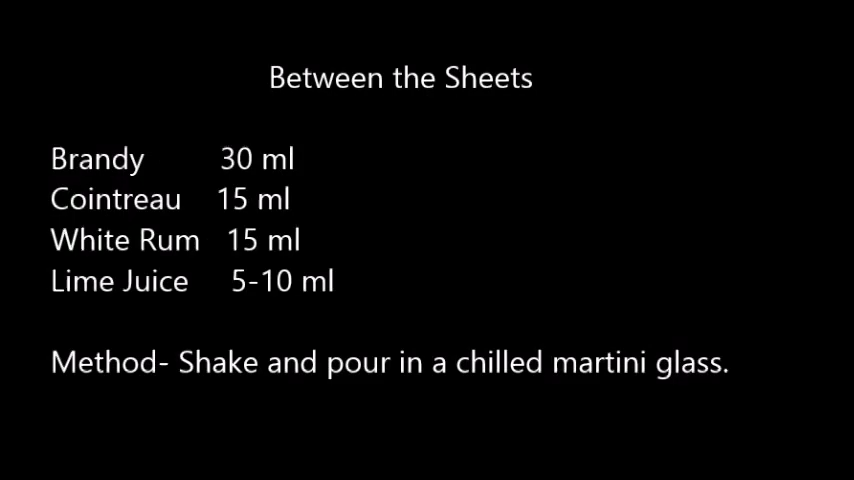 Between the Sheets
Brandy 30 ml
Cointreau 15 ml
White Rum 15 ml
Lime Juice 5-10 ml
Method- Shake and pour in a chilled martini glass.